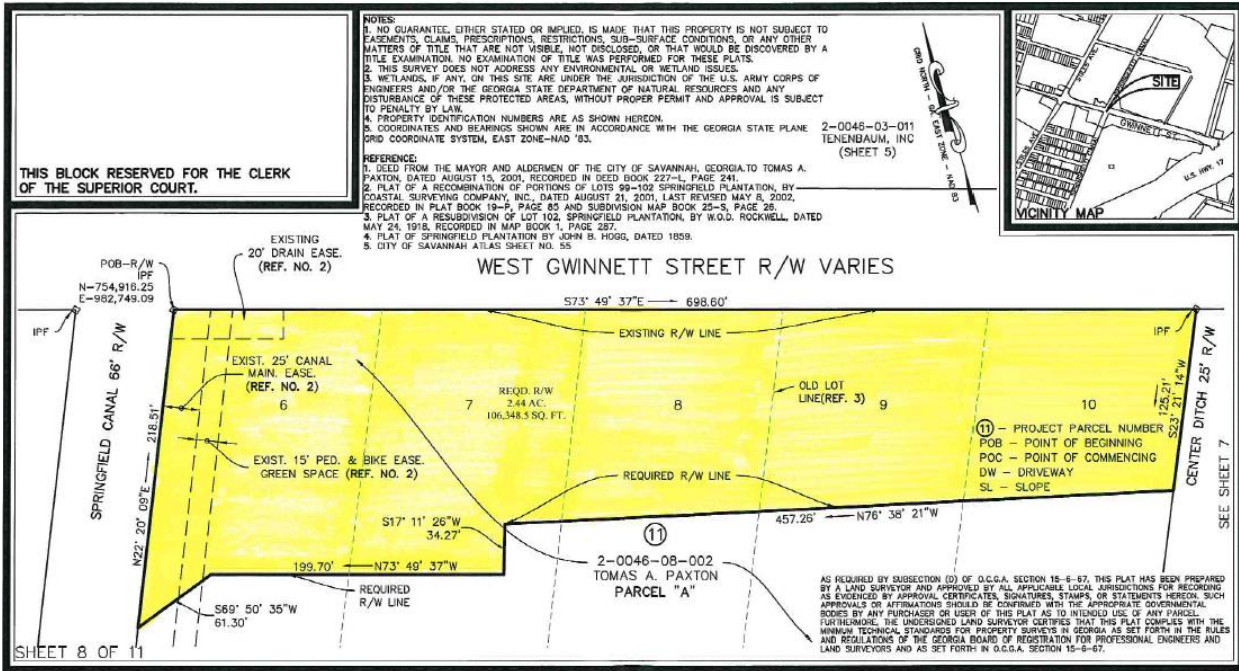 THIS BLOCK RESERVED FOR THE CLERK
OF THE SUPERIOR COURT.
NOTES:
1. NO GUARANTEE, EITHER STATED OR IMPLIED, IS MADE THAT THIS PROPERTY IS NOT SUBJECT TO
EASEMENTS, CLAIMS, PRESCRIPTIONS, RESTRICTIONS, SUB-SURFACE CONDITIONS, OR ANY OTHER
MATTERS OF TITLE THAT ARE NOT VISIBLE, NOT DISCLOSED, OR THAT WOULD BE DISCOVERED BY A
TITLE EXAMINATION. NO EXAMINATION OF TITLE WAS PERFORMED FOR THESE PLATS.
2. THIS SURVEY DOES NOT ADDRESS ANY ENVIRONMENTAL OR WETLAND ISSUES.
3. WETLANDS, IF ANY, ON THIS SITE ARE UNDER THE JURISDICTION OF THE U.S. ARMY CORPS OF
ENGINEERS AND/OR THE GEORGIA STATE DEPARTMENT OF NATURAL RESOURCES AND ANY
DISTURBANCE OF THESE PROTECTED AREAS, WITHOUT PROPER PERMIT AND APPROVAL IS SUBJECT
TO PENALTY BY LAW.
4. PROPERTY IDENTIFICATION NUMBERS ARE AS SHOWN HEREON.
5. COORDINATES AND BEARINGS SHOWN ARE IN ACCORDANCE WITH THE GEORGIA STATE PLANE
GRID COORDINATE SYSTEM, EAST ZONE-NAD '83.
REFERENCE:
1. DEED FROM THE MAYOR AND ALDERMEN OF THE CITY OF SAVANNAH, GEORGIA,TO TOMAS A.
PAXTON, DATED AUGUST 15, 2001, RECORDED IN DEED BOOK 227-L, PAGE 241.
2. PLAT OF A RECOMBINATION OF PORTIONS OF LOTS 99-102 SPRINGFIELD PLANTATION, BY
COASTAL SURVEYING COMPANY, INC., DATED AUGUST 21, 2001, LAST REVISED MAY 8, 2002,
RECORDED IN PLAT BOOK 19-P, PAGE 85 AND SUBDIVISION MAP BOOK 25-S, PAGE 26.
3. PLAT OF A RESUBDIVISION OF LOT 102, SPRINGFIELD PLANTATION, BY W.O.D. ROCKWELL, DATED
MAY 24, 1918, RECORDED IN MAP BOOK 1, PAGE 287.
4. PLAT OF SPRINGFIELD PLANTATION BY JOHN B. HOGG, DATED 1859.
5. CITY OF SAVANNAH ATLAS SHEET NO. 55
GRID NORTH - GA. EAST ZONE - NAD 83
2-0046-03-011
TENENBAUM, INC
(SHEET 5)
SITE
GWINNETT ST.
U.S. HWY. 17
VICINITY MAP
WEST GWINNETT STREET R/W VARIES
EXISTING
20' DRAIN EASE.
(REF. NO. 2)
POB-R/W
IPF
N-754,916.25
E-982,749.09
IPF
S73° 49' 37"E 698.60'
EXISTING R/W LINE
IPF
SPRINGFIELD CANAL 66' R/W
N22° 20' 09"E 218.51'
EXIST. 25' CANAL
MAIN. EASE.
(REF. NO. 2)
6
7
REQD. R/W
2.44 AC.
106,348.5 SQ. FT.
8
OLD LOT
LINE(REF. 3)
9
10
EXIST. 15' PED. & BIKE EASE.
GREEN SPACE (REF. NO. 2)
11 - PROJECT PARCEL NUMBER
POB - POINT OF BEGINNING
POC - POINT OF COMMENCING
DW - DRIVEWAY
SL - SLOPE
125.21'
S23° 21' 14"W
CENTER DITCH 25' R/W
SEE SHEET 7
REQUIRED R/W LINE
S17° 11' 26"W
34.27'
457.26' N76° 38' 21"W
11
2-0046-08-002
TOMAS A. PAXTON
PARCEL "A"
199.70' N73° 49' 37"W
REQUIRED
R/W LINE
S69° 50' 35"W
61.30'
AS REQUIRED BY SUBSECTION (D) OF O.C.G.A. SECTION 15-6-67, THIS PLAT HAS BEEN PREPARED
BY A LAND SURVEYOR AND APPROVED BY ALL APPLICABLE LOCAL JURISDICTIONS FOR RECORDING
AS EVIDENCED BY APPROVAL CERTIFICATES, SIGNATURES, STAMPS, OR STATEMENTS HEREON. SUCH
APPROVALS OR AFFIRMATIONS SHOULD BE CONFIRMED WITH THE APPROPRIATE GOVERNMENTAL
BODIES BY ANY PURCHASER OR USER OF THIS PLAT AS TO INTENDED USE OF ANY PARCEL.
FURTHERMORE, THE UNDERSIGNED LAND SURVEYOR CERTIFIES THAT THIS PLAT COMPLIES WITH THE
MINIMUM TECHNICAL STANDARDS FOR PROPERTY SURVEYS IN GEORGIA AS SET FORTH IN THE RULES
AND REGULATIONS OF THE GEORGIA BOARD OF REGISTRATION FOR PROFESSIONAL ENGINEERS AND
LAND SURVEYORS AND AS SET FORTH IN O.C.G.A. SECTION 15-6-67.
SHEET 8 OF 11